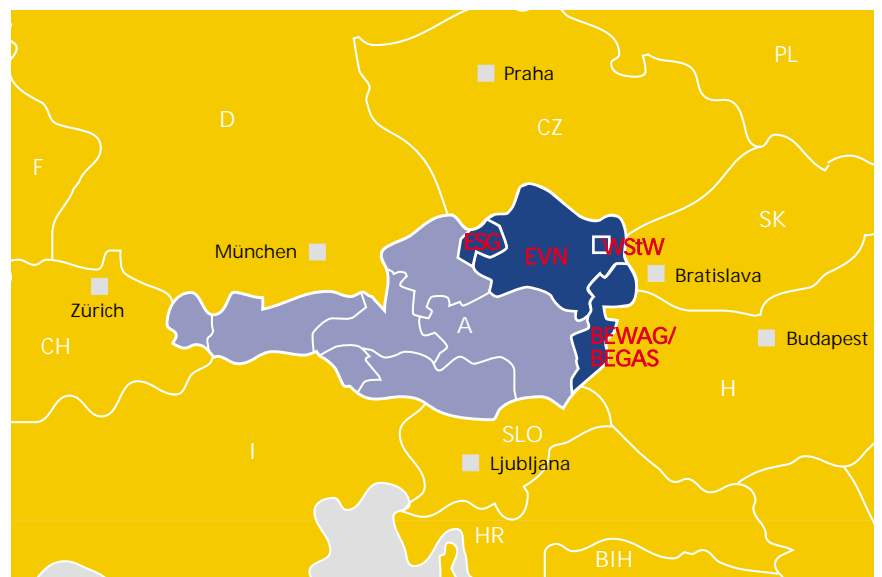 PL
Praha
D
CZ
F
SK
ESG
WStW
München
EVN
Bratislava
Zürich
A
BEWAG/
BEGAS
CH
Budapest
H
SLO
I
Ljubljana
HR
BIH